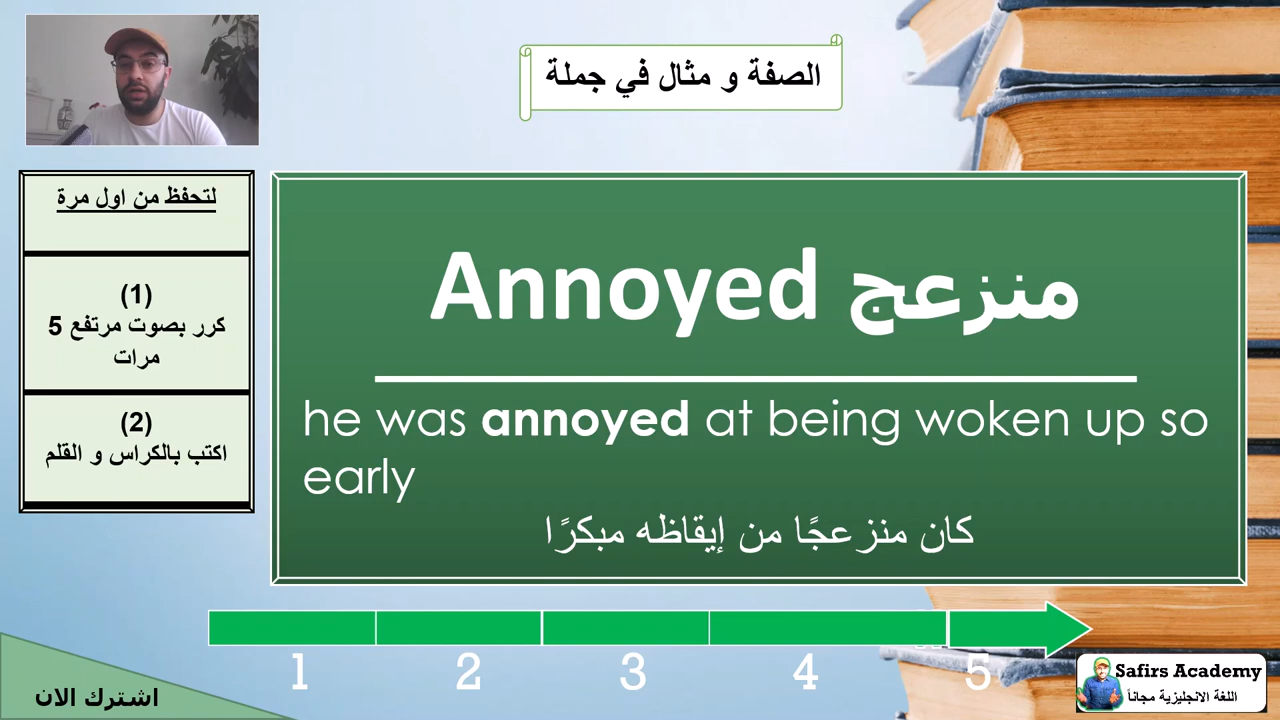 الصفة و مثال في جملة
لتحفظ من اول مرة
(1)
كرر بصوت مرتفع 5
مرات
(2)
اكتب بالكراس و القلم
Annoyed منزعج
he was annoyed at being woken up so
early
كان منزعجًا من إيقاظه مبكرًا
1 2 3 4 5
اشترك الان
Safirs Academy
اللغة الانجليزية مجاناً